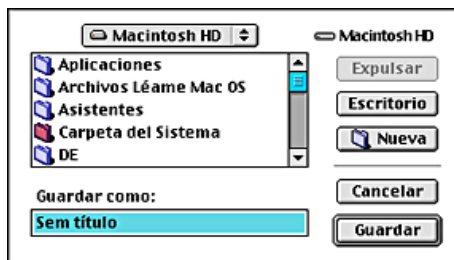 Macintosh HD
Macintosh HD
Aplicaciones
Archivos Léame Mac OS
Asistentes
Carpeta del Sistema
DE
Expulsar
Escritorio
Nueva
Guardar como:
Sem título
Cancelar
Guardar